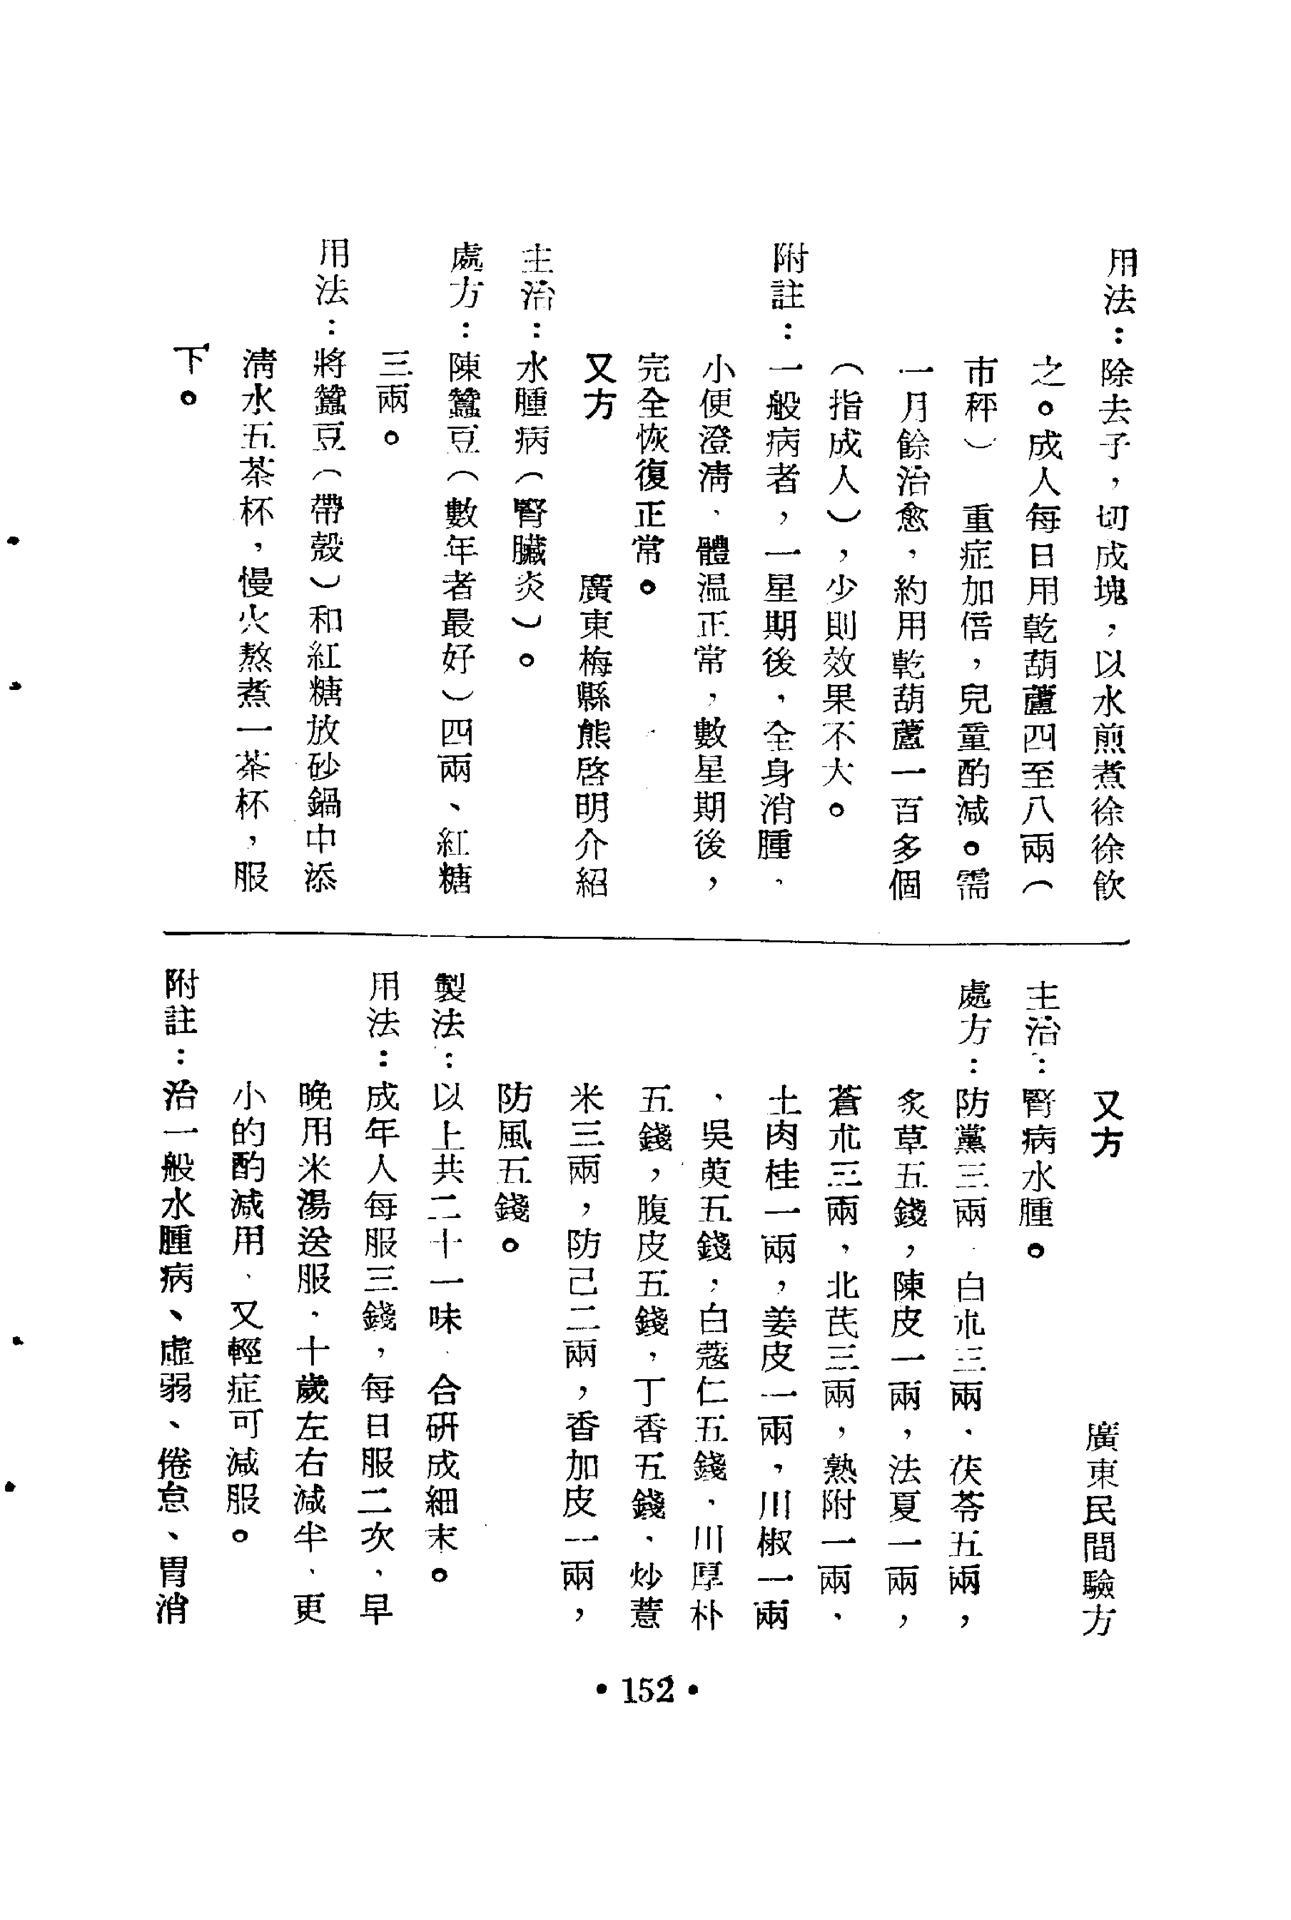 用法：除去子，切成塊，以水煎煮徐徐飲
之。成人每日用乾葫蘆四至八兩（
市秤）　重症加倍，兒童酌減。需
一月餘治愈，約用乾葫蘆一百多個
（指成人），少則效果不大。
附註：一般病者，一星期後，全身消腫、
小便澄清、體温正常，數星期後，
完全恢復正常。
又方　　　　廣東梅縣熊啓明介紹
主治：水腫病（腎臟炎）。
處方：陳蠶豆（數年者最好）四兩、紅糖
三兩。
用法：將蠶豆（帶殼）和紅糖放砂鍋中添
清水五茶杯，慢火熬煮一茶杯，服
下。
又方　　　　廣東民間驗方
主治：腎病水腫。
處方：防黨三兩、白朮三兩、茯苓五兩，
炙草五錢，陳皮一兩，法夏一兩，
蒼朮三兩，北芪三兩，熟附一兩、
土肉桂一兩，姜皮一兩，川椒一兩
、吳萸五錢，白蔻仁五錢、川厚朴
五錢，腹皮五錢，丁香五錢、炒薏
米三兩，防己二兩，香加皮一兩，
防風五錢。
製法：以上共二十一味、合研成細末。
用法：成年人每服三錢，每日服二次、早
晚用米湯送服，十歲左右減半、更
小的酌減用、又輕症可減服。
附註：治一般水腫病、虛弱、倦怠、胃消
•152•